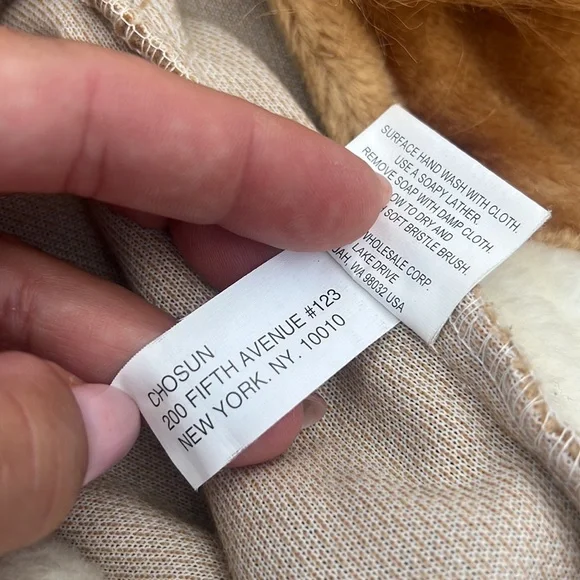 SURFACE HAND WASH WITH CLOTH.
USE A SOAPY LATHER.
REMOVE SOAP WITH DAMP CLOTH
TO DRY AND
SOFT BRISTLE BRUSH.
WHOLESALE CORP.
LAKE DRIVE
WA 98032 USA
CHOSUN
200 FIFTH AVENUE #123
NEW YORK. NY. 10010